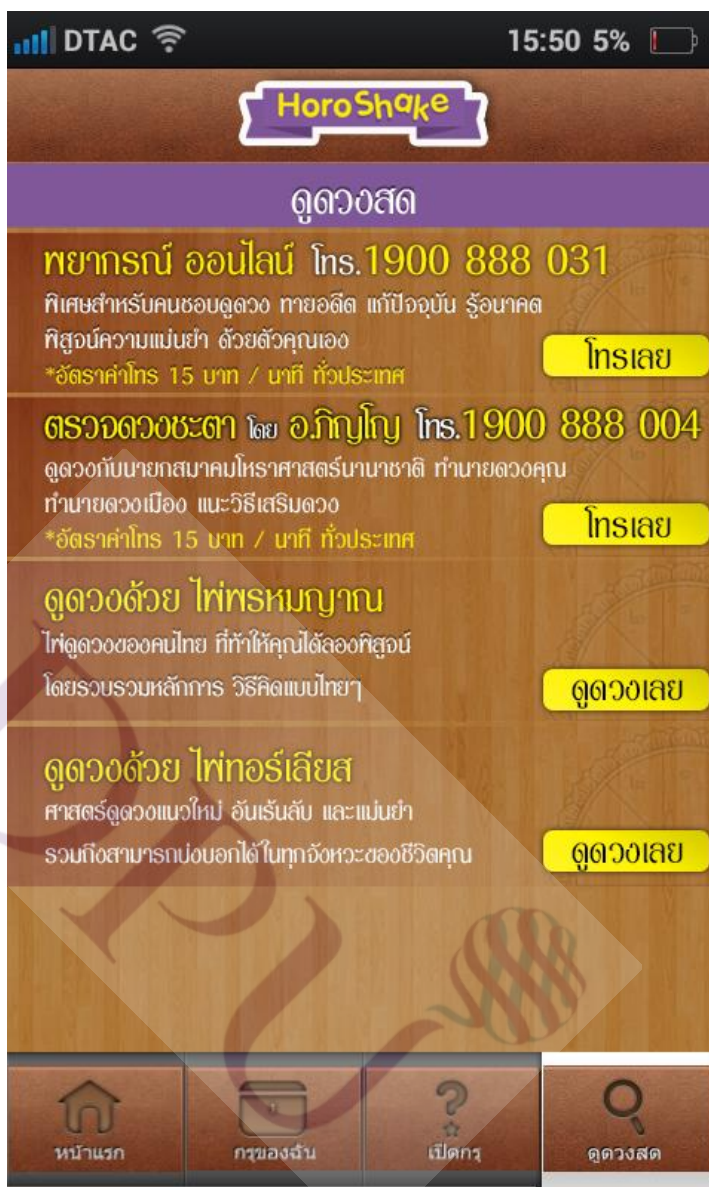 DTAC 15:50 5%
HoroShake
ดูดวงสด
พยากรณ์ ออนไลน์ โทร.1900 888 031
พิเศษสำหรับคนชอบดูดวง ทายอดีต แก้ปัจจุบัน รู้อนาคต
พิสูจน์ความแม่นยำ ด้วยตัวคุณเอง
โทรเลย
*อัตราค่าโทร 15 บาท / นาที ทั่วประเทศ
ตรวจดวงชะตา โดย อ.ภิญโญ โทร.1900 888 004
ดูดวงกับนายกสมาคมโหราศาสตร์นานาชาติ ทำนายดวงคุณ
ทำนายดวงเมือง แนะวิธีเสริมดวง
โทรเลย
*อัตราค่าโทร 15 บาท / นาที ทั่วประเทศ
ดูดวงด้วย ไพ่พรหมญาณ
ไพ่ดูดวงของคนไทย ที่ท้าให้คุณได้ลองพิสูจน์
โดยรวบรวมหลักการ วิธีคิดแบบไทยๆ
ดูดวงเลย
ดูดวงด้วย ไพ่ทอร์เลียส
ศาสตร์ดูดวงแนวใหม่ อันเร้นลับ และแม่นยำ
รวมถึงสามารถบ่งบอกได้ในทุกจังหวะของชีวิตคุณ
ดูดวงเลย
DPU
หน้าแรก กรุของฉัน เปิดกรุ ดูดวงสด